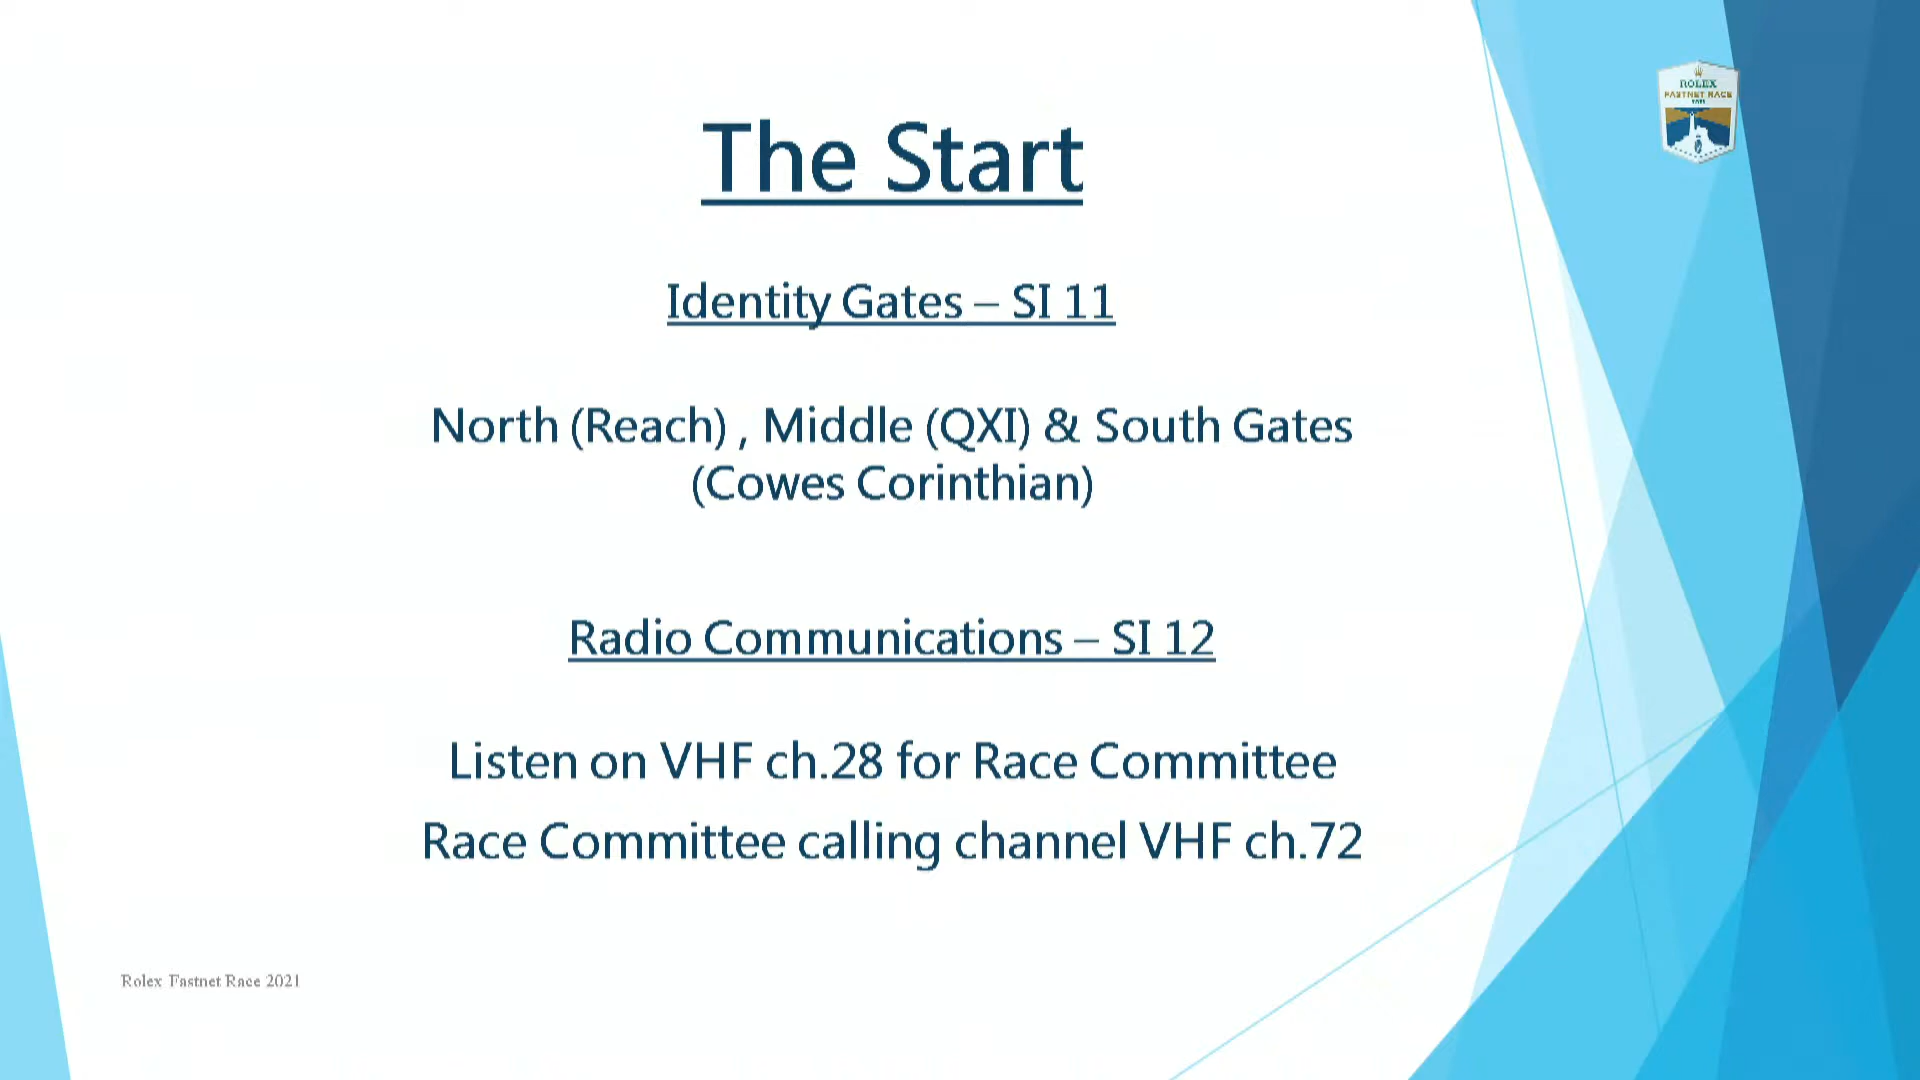 ROLEX
FASTNET RACE
The Start
Identity Gates – SI 11
North (Reach) , Middle (QXI) & South Gates
(Cowes Corinthian)
Radio Communications – SI 12
Listen on VHF ch.28 for Race Committee
Race Committee calling channel VHF ch.72
Rolex Fastnet Race 2021